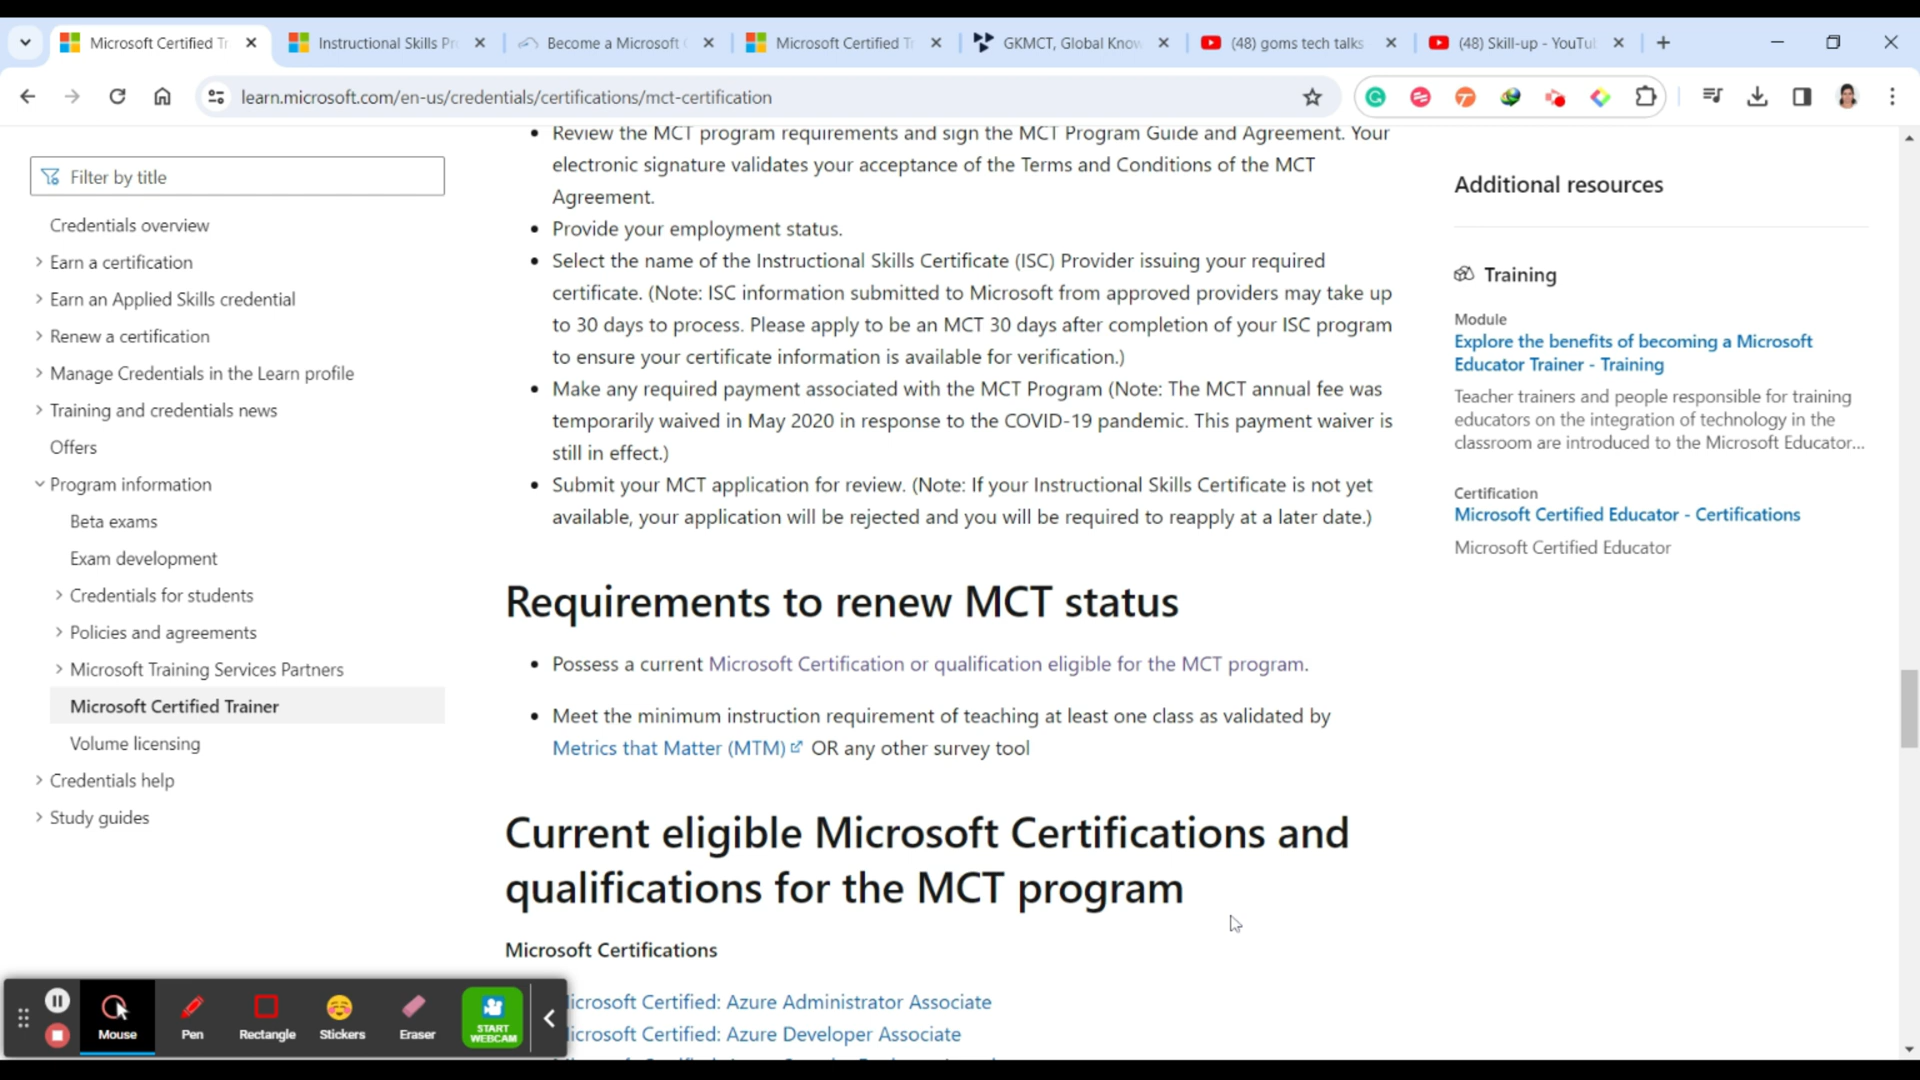 Microsoft Certified Tr
Instructional Skills Pr
Become a Microsoft
Microsoft Certified T
GKMCT, Global Know
(48) goms tech talks
(48) Skill-up - YouTu
learn.microsoft.com/en-us/credentials/certifications/mct-certification
Filter by title
Credentials overview
Earn a certification
Earn an Applied Skills credential
Renew a certification
Manage Credentials in the Learn profile
Training and credentials news
Offers
Program information
Beta exams
Exam development
Credentials for students
Policies and agreements
Microsoft Training Services Partners
Microsoft Certified Trainer
Volume licensing
Credentials help
Study guides
Review the MCT program requirements and sign the MCT Program Guide and Agreement. Your
electronic signature validates your acceptance of the Terms and Conditions of the MCT
Agreement.
Provide your employment status.
Select the name of the Instructional Skills Certificate (ISC) Provider issuing your required
certificate. (Note: ISC information submitted to Microsoft from approved providers may take up
to 30 days to process. Please apply to be an MCT 30 days after completion of your ISC program
to ensure your certificate information is available for verification.)
Make any required payment associated with the MCT Program (Note: The MCT annual fee was
temporarily waived in May 2020 in response to the COVID-19 pandemic. This payment waiver is
still in effect.)
Submit your MCT application for review. (Note: If your Instructional Skills Certificate is not yet
available, your application will be rejected and you will be required to reapply at a later date.)
Requirements to renew MCT status
Possess a current Microsoft Certification or qualification eligible for the MCT program.
Meet the minimum instruction requirement of teaching at least one class as validated by
Metrics that Matter (MTM) OR any other survey tool
Current eligible Microsoft Certifications and
qualifications for the MCT program
Microsoft Certifications
icrosoft Certified: Azure Administrator Associate
icrosoft Certified: Azure Developer Associate
Additional resources
Training
Module
Explore the benefits of becoming a Microsoft
Educator Trainer - Training
Teacher trainers and people responsible for training
educators on the integration of technology in the
classroom are introduced to the Microsoft Educator...
Certification
Microsoft Certified Educator - Certifications
Microsoft Certified Educator
Mouse
Pen
Rectangle
Stickers
Eraser
START
WEBCAM